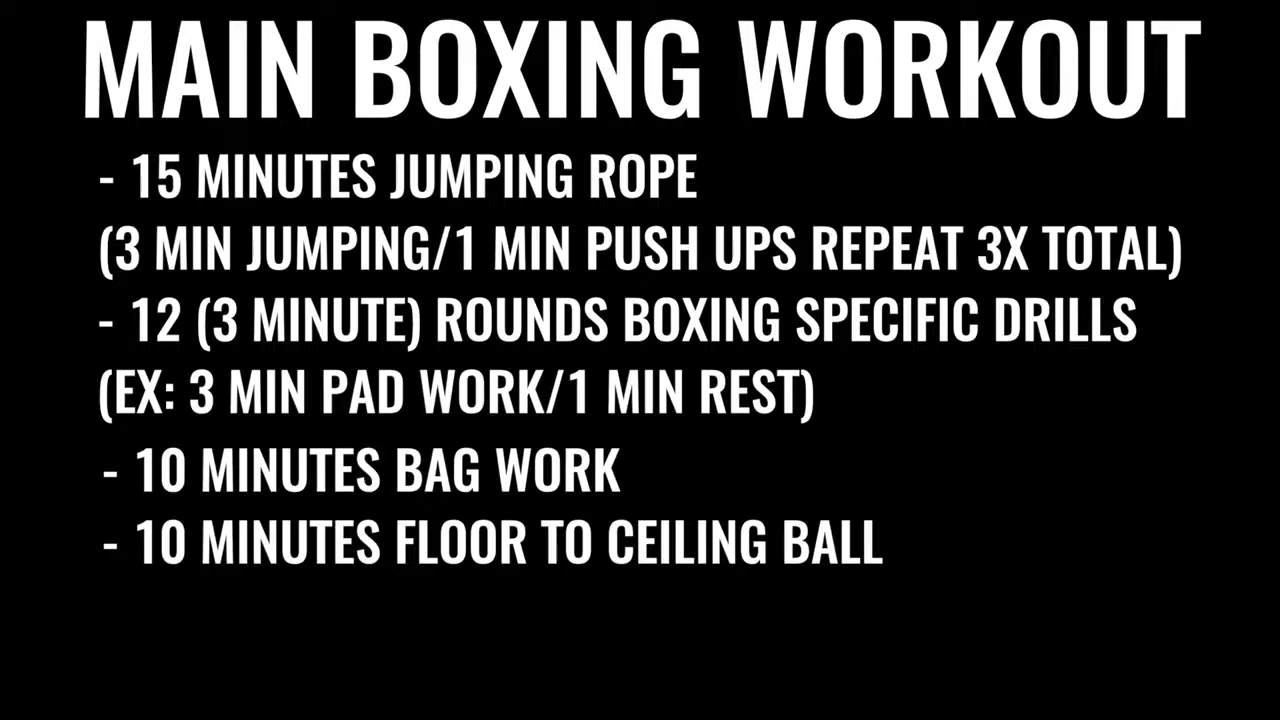 MAIN BOXING WORKOUT
- 15 MINUTES JUMPING ROPE
(3 MIN JUMPING/1 MIN PUSH UPS REPEAT 3X TOTAL)
- 12 (3 MINUTE) ROUNDS BOXING SPECIFIC DRILLS
(EX: 3 MIN PAD WORK/1 MIN REST)
- 10 MINUTES BAG WORK
- 10 MINUTES FLOOR TO CEILING BALL